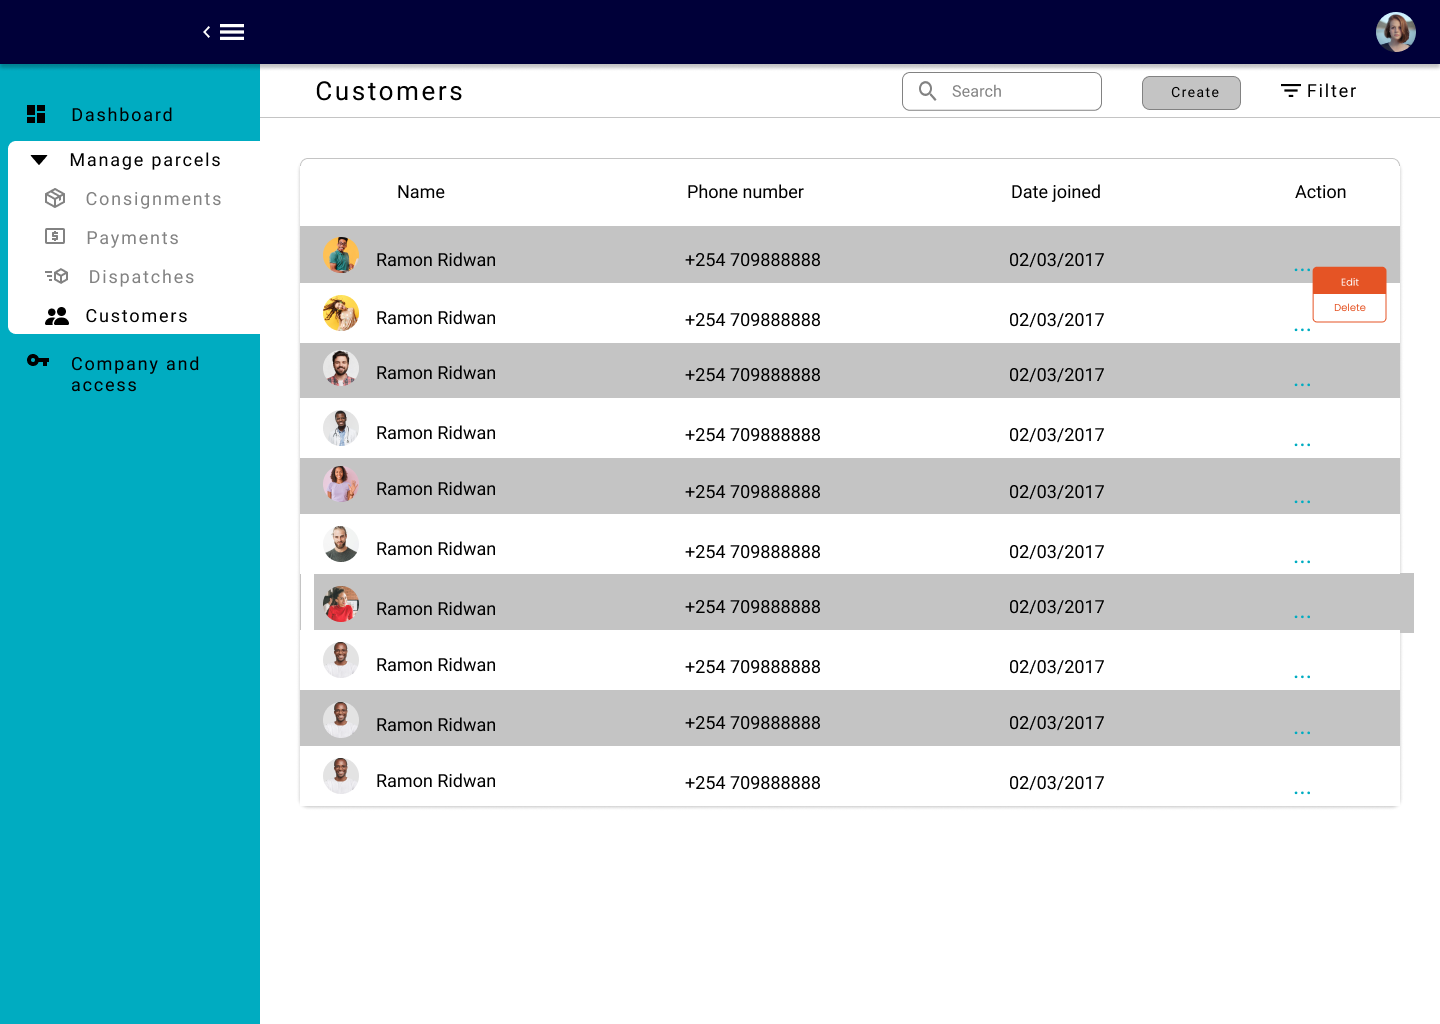 Customers
Search
Create
Filter
Dashboard
Manage parcels
Consignments
Payments
Dispatches
Customers
Company and
access
Name Phone number Date joined Action
Ramon Ridwan +254 709888888 02/03/2017 ...
Edit
Delete
Ramon Ridwan +254 709888888 02/03/2017 ...
Ramon Ridwan +254 709888888 02/03/2017 ...
Ramon Ridwan +254 709888888 02/03/2017 ...
Ramon Ridwan +254 709888888 02/03/2017 ...
Ramon Ridwan +254 709888888 02/03/2017 ...
Ramon Ridwan +254 709888888 02/03/2017 ...
Ramon Ridwan +254 709888888 02/03/2017 ...
Ramon Ridwan +254 709888888 02/03/2017 ...
Ramon Ridwan +254 709888888 02/03/2017 ...